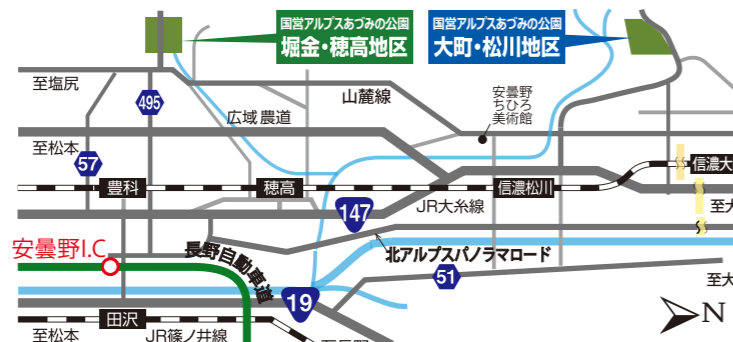 国営アルプスあづみの公園
堀金・穂高地区
国営アルプスあづみの公園
大町・松川地区
至塩尻
495
山麓線
安曇野
ちひろ
美術館
広域農道
至松本
57
豊科
穂高
信濃松川
信濃大
JR大糸線
147
至大
北アルプスパノラマロード
安曇野I.C
長野自動車道
51
19
至大
田沢
至松本
JR篠ノ井線
N